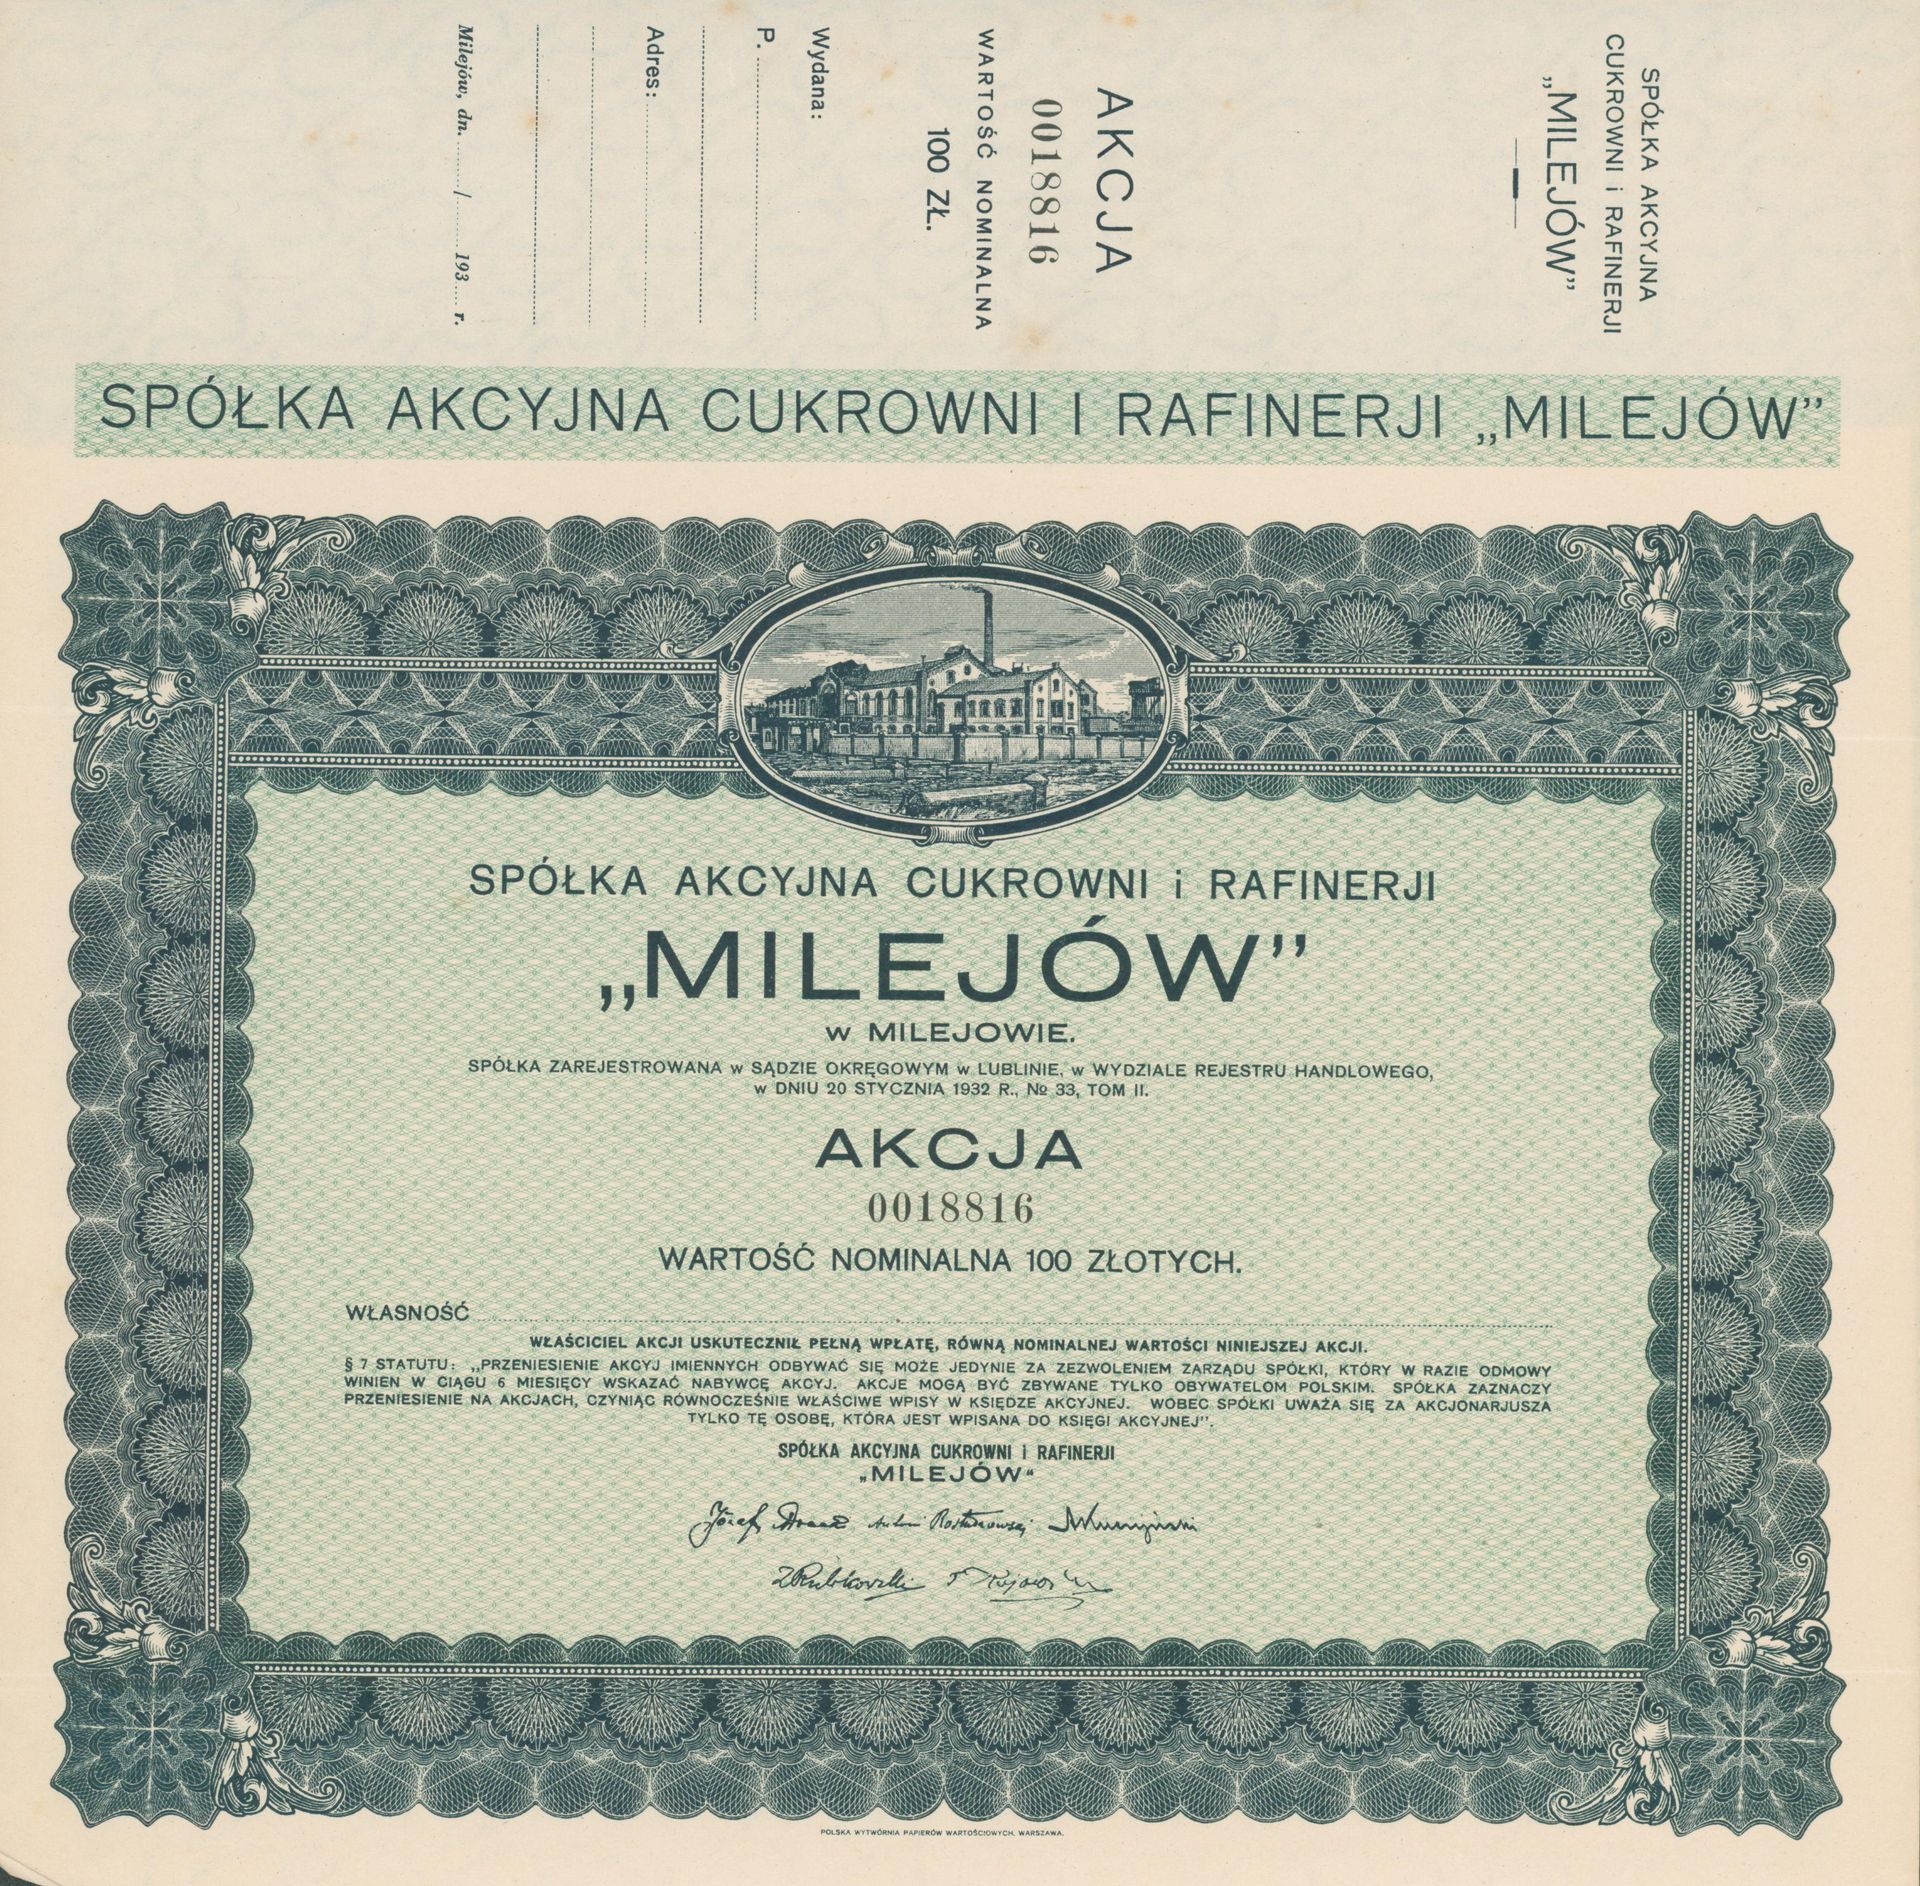 SPÓŁKA AKCYJNA
CUKROWNI i RAFINERJI
„MILEJÓW”
AKCJA
0018816
WARTOŚĆ NOMINALNA
100 ZŁ.
Wydana:
P.
Adres:
Milejów, dn. / 193 r.
SPÓŁKA AKCYJNA CUKROWNI I RAFINERJI „MILEJÓW”
SPÓŁKA AKCYJNA CUKROWNI i RAFINERJI
„MILEJÓW”
w MILEJOWIE.
SPÓŁKA ZAREJESTROWANA w SĄDZIE OKRĘGOWYM w LUBLINIE, w WYDZIALE REJESTRU HANDLOWEGO,
w DNIU 20 STYCZNIA 1932 R., № 33, TOM II.
AKCJA
0018816
WARTOŚĆ NOMINALNA 100 ZŁOTYCH.
WŁASNOŚĆ
WŁAŚCICIEL AKCJI USKUTECZNIŁ PEŁNĄ WPŁATĘ, RÓWNĄ NOMINALNEJ WARTOŚCI NINIEJSZEJ AKCJI.
§ 7 STATUTU: „PRZENIESIENIE AKCYJ IMIENNYCH ODBYWAĆ SIĘ MOŻE JEDYNIE ZA ZEZWOLENIEM ZARZĄDU SPÓŁKI, KTÓRY W RAZIE ODMOWY
WINIEN W CIĄGU 6 MIESIĘCY WSKAZAĆ NABYWCĘ AKCYJ. AKCJE MOGĄ BYĆ ZBYWANE TYLKO OBYWATELOM POLSKIM. SPÓŁKA ZAZNACZY
PRZENIESIENIE NA AKCJACH, CZYNIĄC RÓWNOCZEŚNIE WŁAŚCIWE WPISY W KSIĘDZE AKCYJNEJ. WOBEC SPÓŁKI UWAŻA SIĘ ZA AKCJONARJUSZA
TYLKO TĘ OSOBĘ, KTÓRA JEST WPISANA DO KSIĘGI AKCYJNEJ”.
SPÓŁKA AKCYJNA CUKROWNI i RAFINERJI
„MILEJÓW“
Józef
POLSKA WYTWÓRNIA PAPIERÓW WARTOŚCIOWYCH. WARSZAWA.